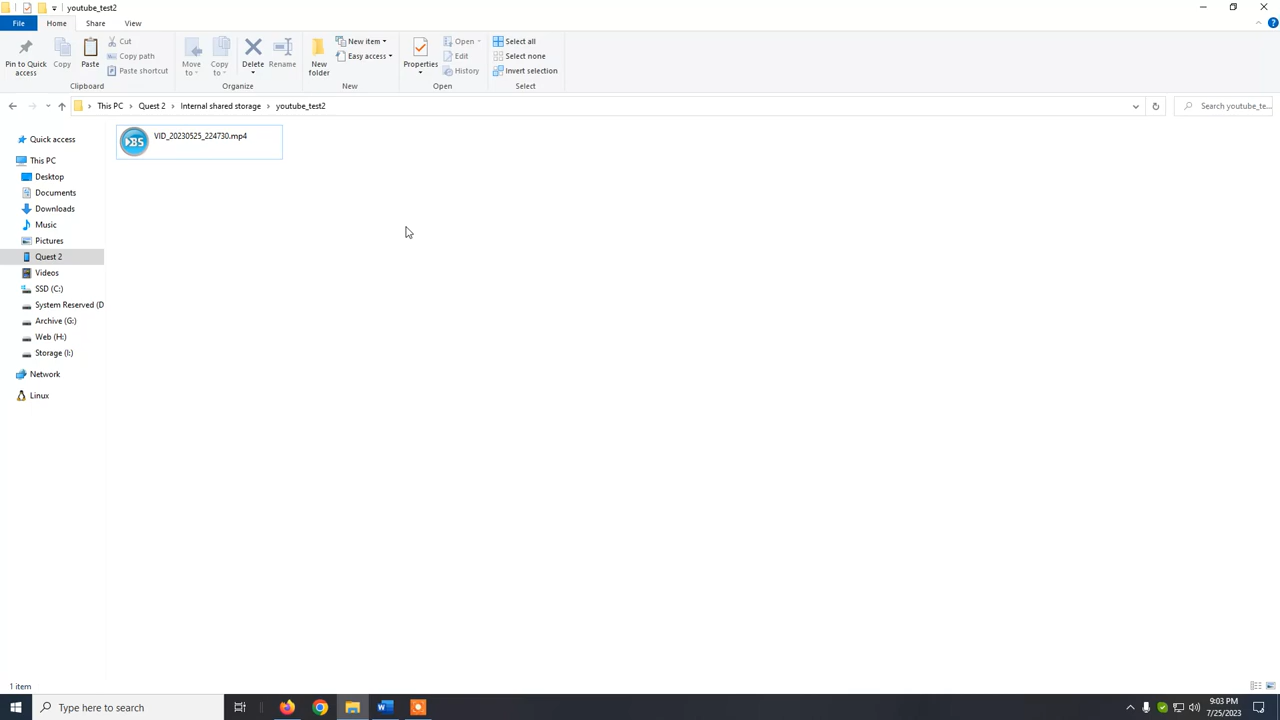 youtube_test2
File Home Share View
Pin to Quick access
Copy
Paste
Cut
Copy path
Paste shortcut
Clipboard
Move to
Copy to
Delete
Rename
Organize
New folder
New item
Easy access
New
Properties
Open
Edit
History
Open
Select all
Select none
Invert selection
Select
This PC > Quest 2 > Internal shared storage > youtube_test2
Search youtube_te...
Quick access
This PC
Desktop
Documents
Downloads
Music
Pictures
Quest 2
Videos
SSD (C:)
System Reserved (D
Archive (G:)
Web (H:)
Storage (I:)
Network
Linux
BS
VID_20230525_224730.mp4
1 item
Type here to search
9:03 PM
7/25/2023